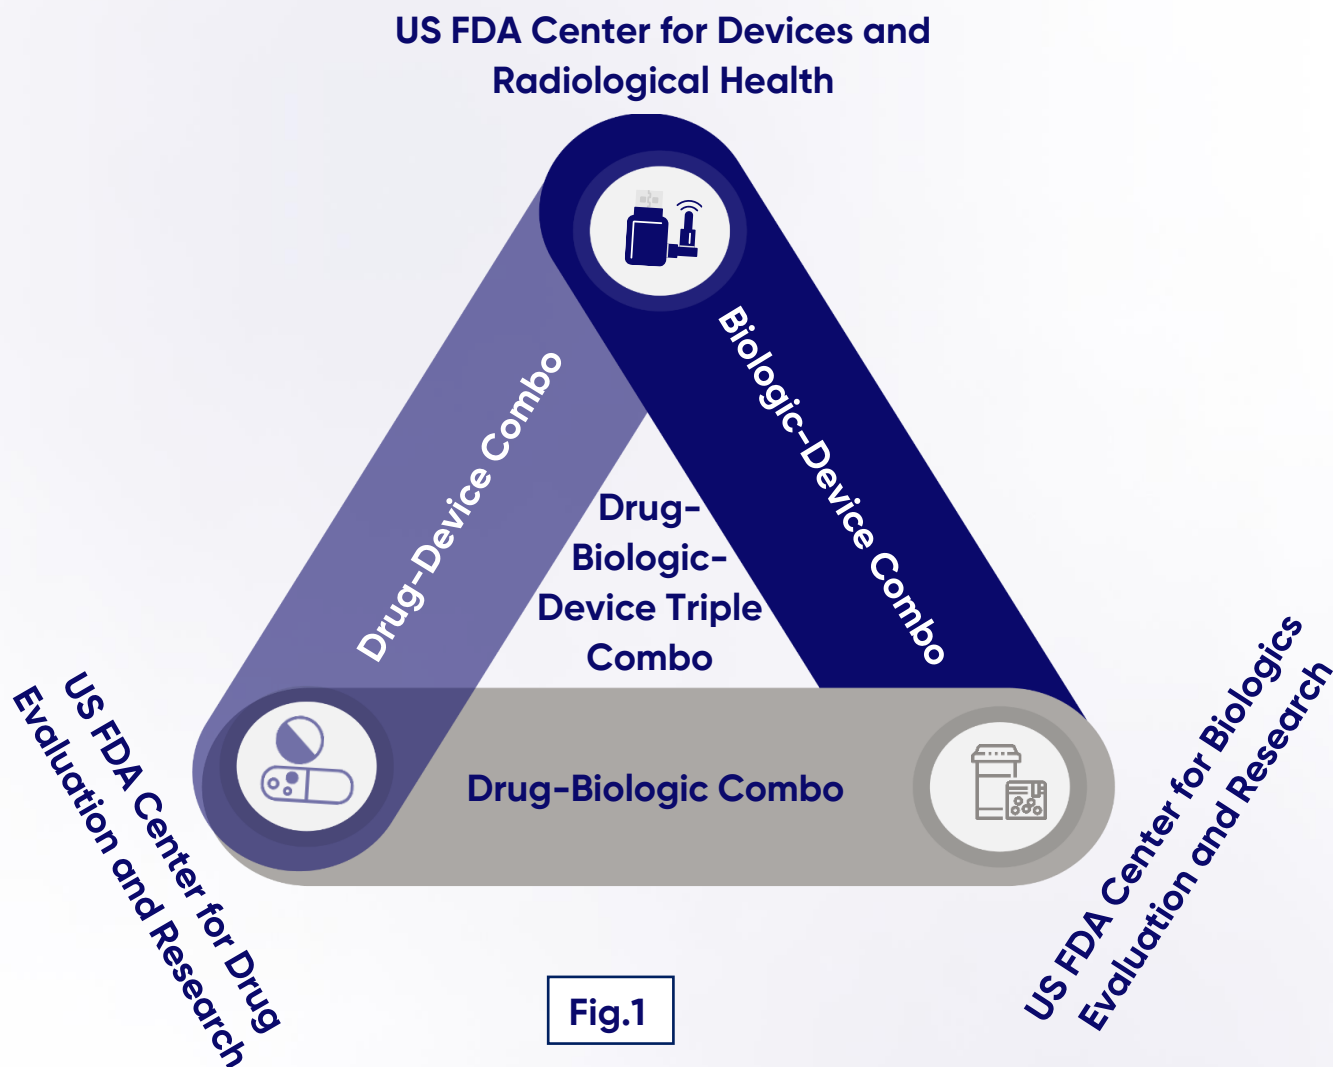 US FDA Center for Devices and
Radiological Health
Drug-Device Combo
Biologic-Device Combo
Drug-
Biologic-
Device Triple
Combo
Drug-Biologic Combo
US FDA Center for Drug
Evaluation and Research
US FDA Center for Biologics
Evaluation and Research
Fig.1